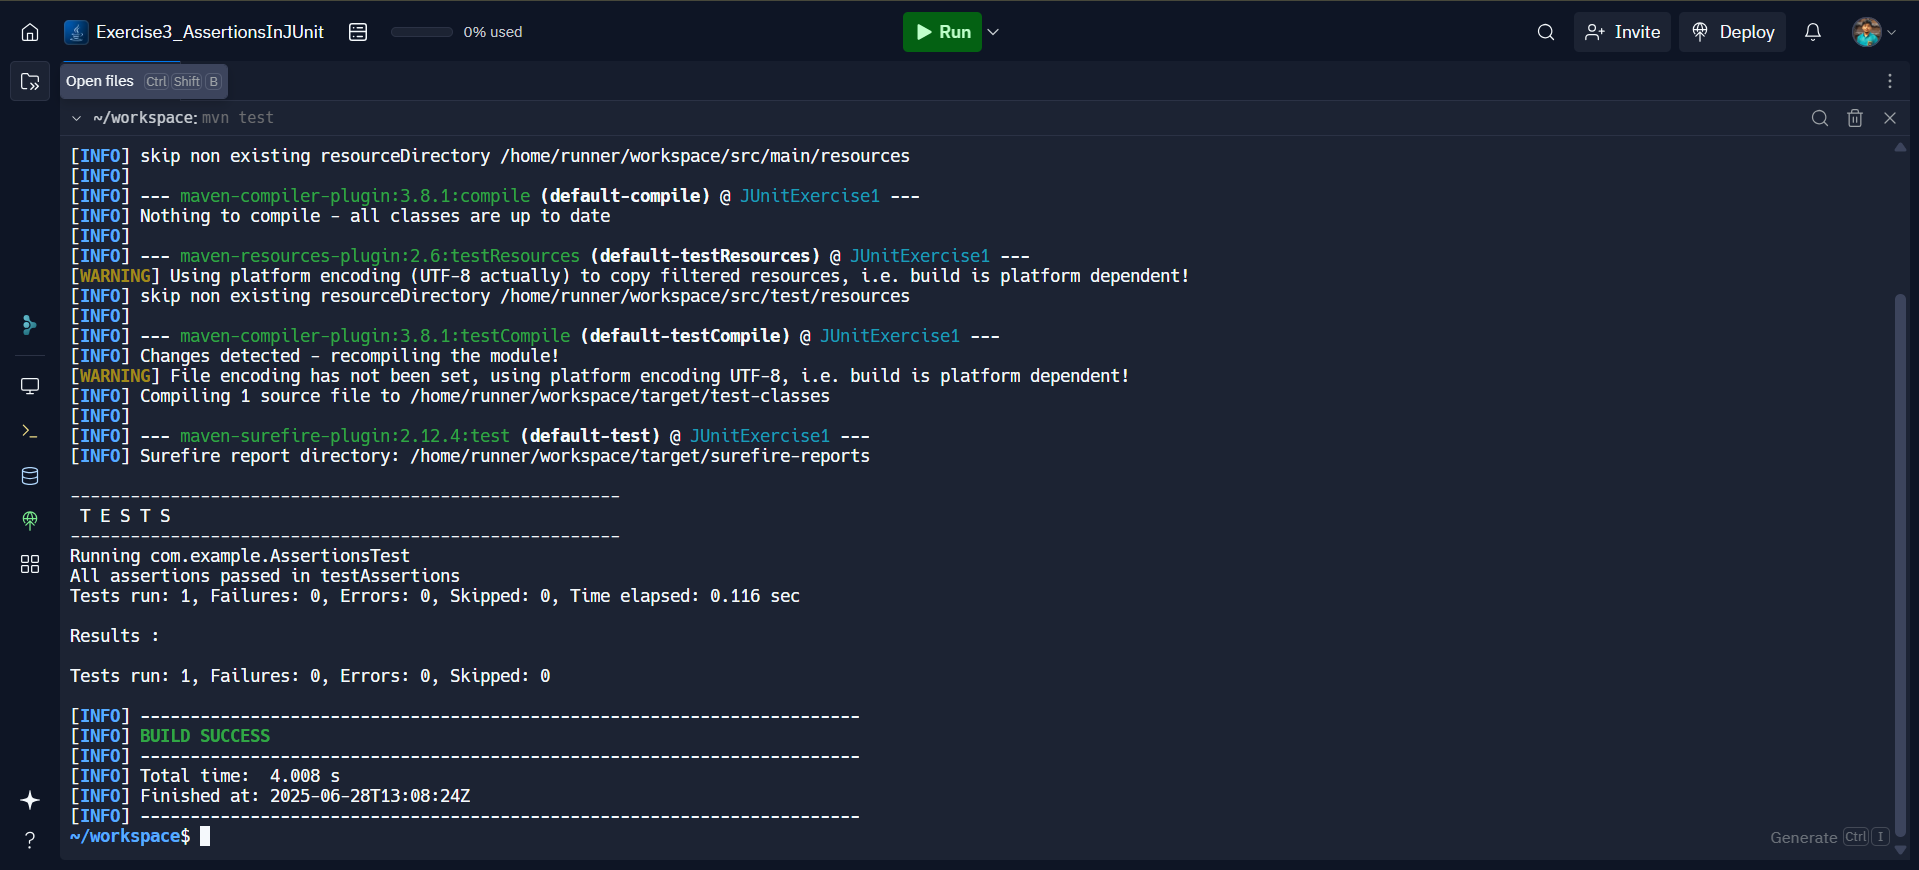 Exercise3_AssertionsInJUnit 0% used Run Invite Deploy
Open files Ctrl Shift B
~/workspace: mvn test
[INFO] skip non existing resourceDirectory /home/runner/workspace/src/main/resources
[INFO]
[INFO] --- maven-compiler-plugin:3.8.1:compile (default-compile) @ JUnitExercise1 ---
[INFO] Nothing to compile - all classes are up to date
[INFO]
[INFO] --- maven-resources-plugin:2.6:testResources (default-testResources) @ JUnitExercise1 ---
[WARNING] Using platform encoding (UTF-8 actually) to copy filtered resources, i.e. build is platform dependent!
[INFO] skip non existing resourceDirectory /home/runner/workspace/src/test/resources
[INFO]
[INFO] --- maven-compiler-plugin:3.8.1:testCompile (default-testCompile) @ JUnitExercise1 ---
[INFO] Changes detected - recompiling the module!
[WARNING] File encoding has not been set, using platform encoding UTF-8, i.e. build is platform dependent!
[INFO] Compiling 1 source file to /home/runner/workspace/target/test-classes
[INFO]
[INFO] --- maven-surefire-plugin:2.12.4:test (default-test) @ JUnitExercise1 ---
[INFO] Surefire report directory: /home/runner/workspace/target/surefire-reports
-------------------------------------------------------
T E S T S
-------------------------------------------------------
Running com.example.AssertionsTest
All assertions passed in testAssertions
Tests run: 1, Failures: 0, Errors: 0, Skipped: 0, Time elapsed: 0.116 sec
Results :
Tests run: 1, Failures: 0, Errors: 0, Skipped: 0
[INFO] ------------------------------------------------------------------------
[INFO] BUILD SUCCESS
[INFO] ------------------------------------------------------------------------
[INFO] Total time:  4.008 s
[INFO] Finished at: 2025-06-28T13:08:24Z
[INFO] ------------------------------------------------------------------------
~/workspace$
Generate Ctrl I